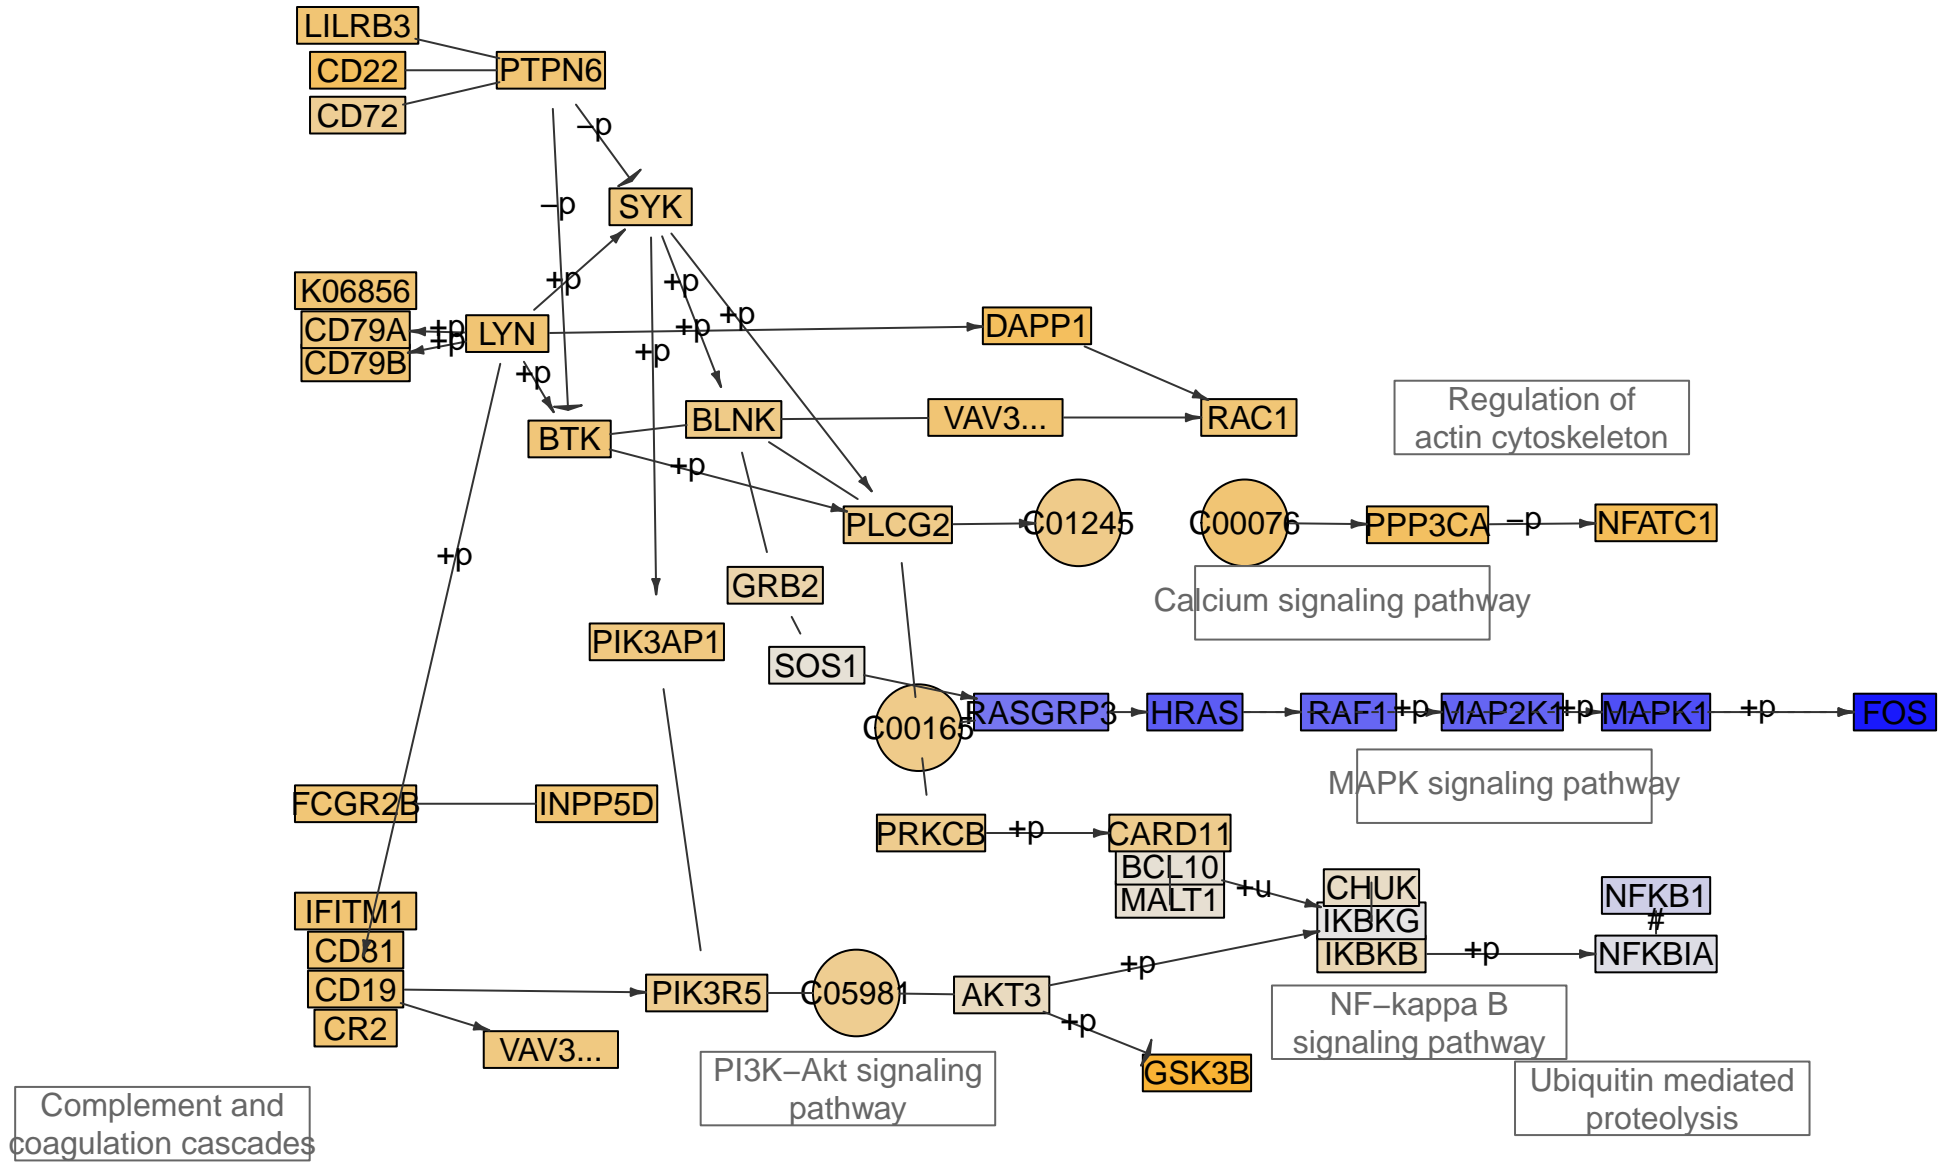 LILRB3
CD22
PTPN6
CD72
–p
SYK
–p
+p
+p
K06856
CD79A
+p
LYN
+p
+p
DAPP1
CD79B
+p
+p
+p
BTK
BLNK
VAV3...
RAC1
Regulation of
actin cytoskeleton
+p
PLCG2
C01245
C00076
PPP3CA
–p
NFATC1
+p
GRB2
Calcium signaling pathway
PIK3AP1
SOS1
C00165
RASGRP3
HRAS
RAF1
+p
MAP2K1
+p
MAPK1
+p
FOS
MAPK signaling pathway
FCGR2B
INPP5D
PRKCB
+p
CARD11
BCL10
MALT1
+u
CHUK
IKBKG
IKBKB
+p
NFKB1
#
NFKBIA
IFITM1
CD81
CD19
CR2
VAV3...
PIK3R5
C05981
AKT3
+p
+p
GSK3B
NF–kappa B
signaling pathway
PI3K–Akt signaling
pathway
Ubiquitin mediated
proteolysis
Complement and
coagulation cascades